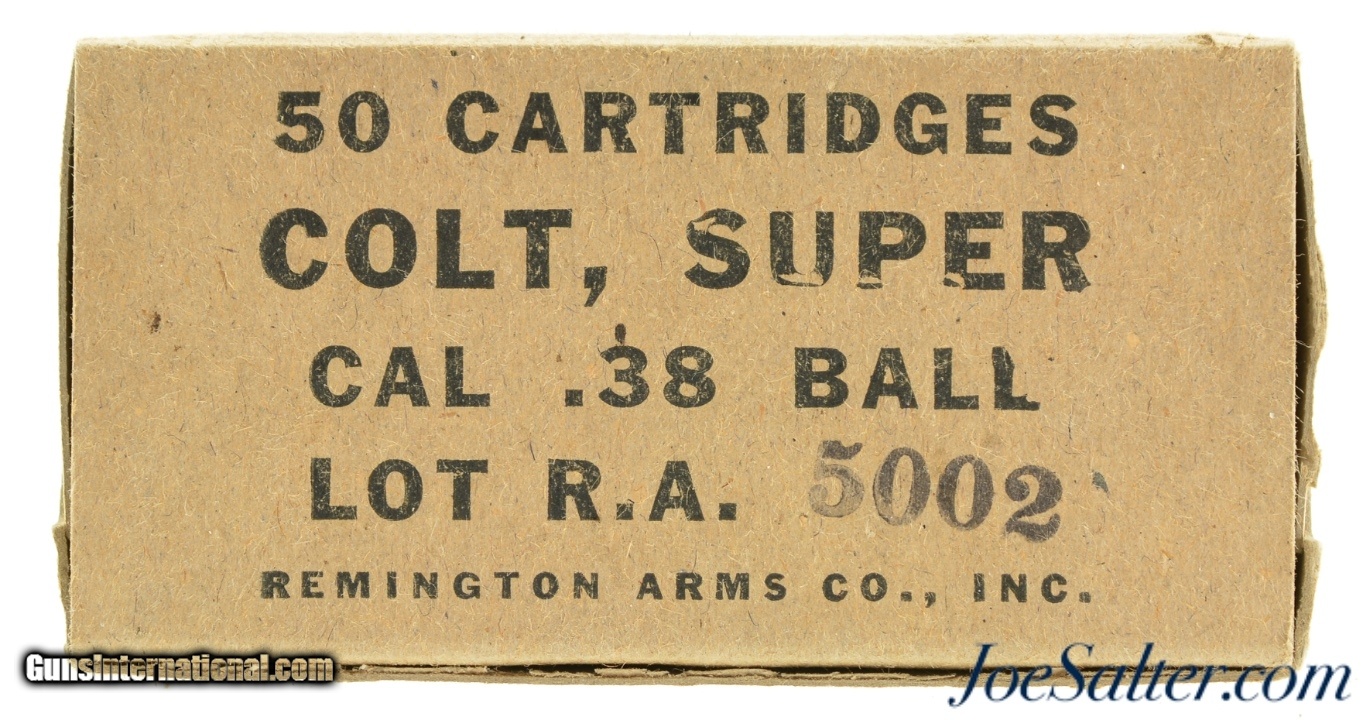 50 CARTRIDGES
COLT, SUPER
CAL .38 BALL
LOT R.A. 5002
REMINGTON ARMS CO., INC.
GunsInternational.com
JoeSalter.com